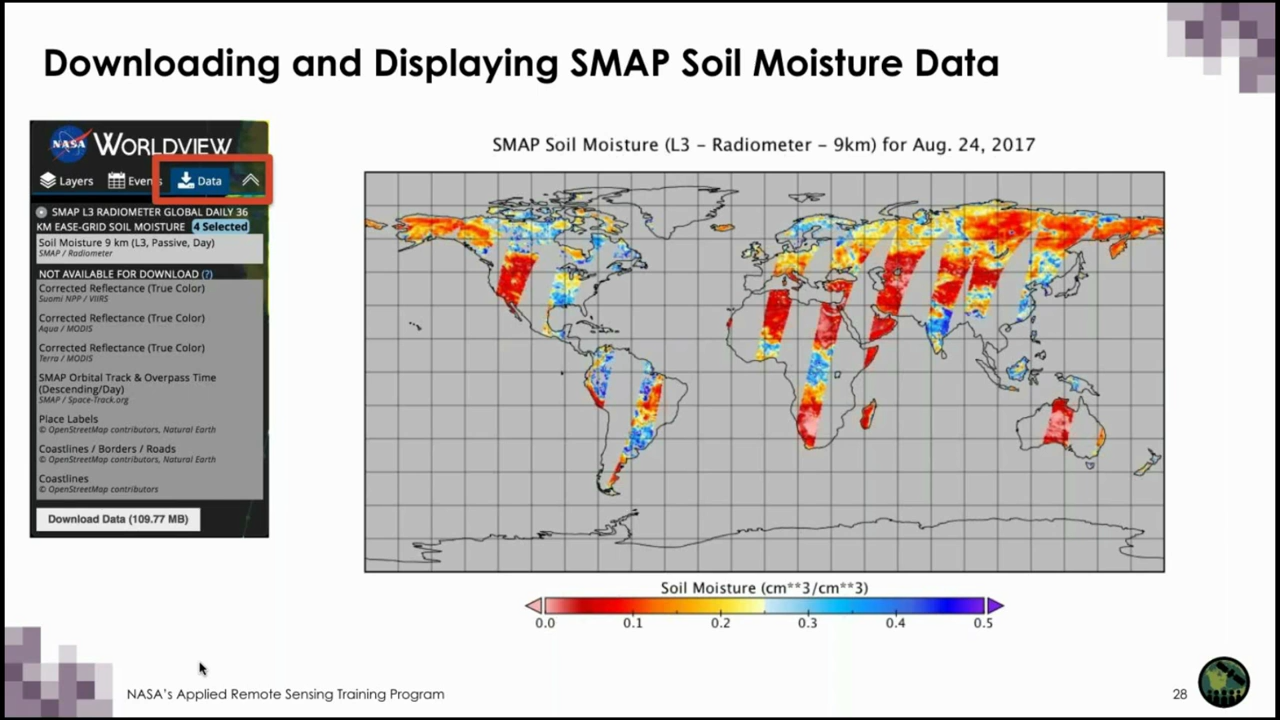 Downloading and Displaying SMAP Soil Moisture Data
NASA WORLDVIEW
Layers
Events
Data
SMAP L3 RADIOMETER GLOBAL DAILY 36
KM EASE-GRID SOIL MOISTURE 4 Selected
Soil Moisture 9 km (L3, Passive, Day)
SMAP / Radiometer
NOT AVAILABLE FOR DOWNLOAD (?)
Corrected Reflectance (True Color)
Suomi NPP / VIIRS
Corrected Reflectance (True Color)
Aqua / MODIS
Corrected Reflectance (True Color)
Terra / MODIS
SMAP Orbital Track & Overpass Time
(Descending/Day)
SMAP / Space-Track.org
Place Labels
© OpenStreetMap contributors, Natural Earth
Coastlines / Borders / Roads
© OpenStreetMap contributors, Natural Earth
Coastlines
© OpenStreetMap contributors
Download Data (109.77 MB)
SMAP Soil Moisture (L3 – Radiometer – 9km) for Aug. 24, 2017
Soil Moisture (cm**3/cm**3)
0.0 0.1 0.2 0.3 0.4 0.5
NASA's Applied Remote Sensing Training Program
28